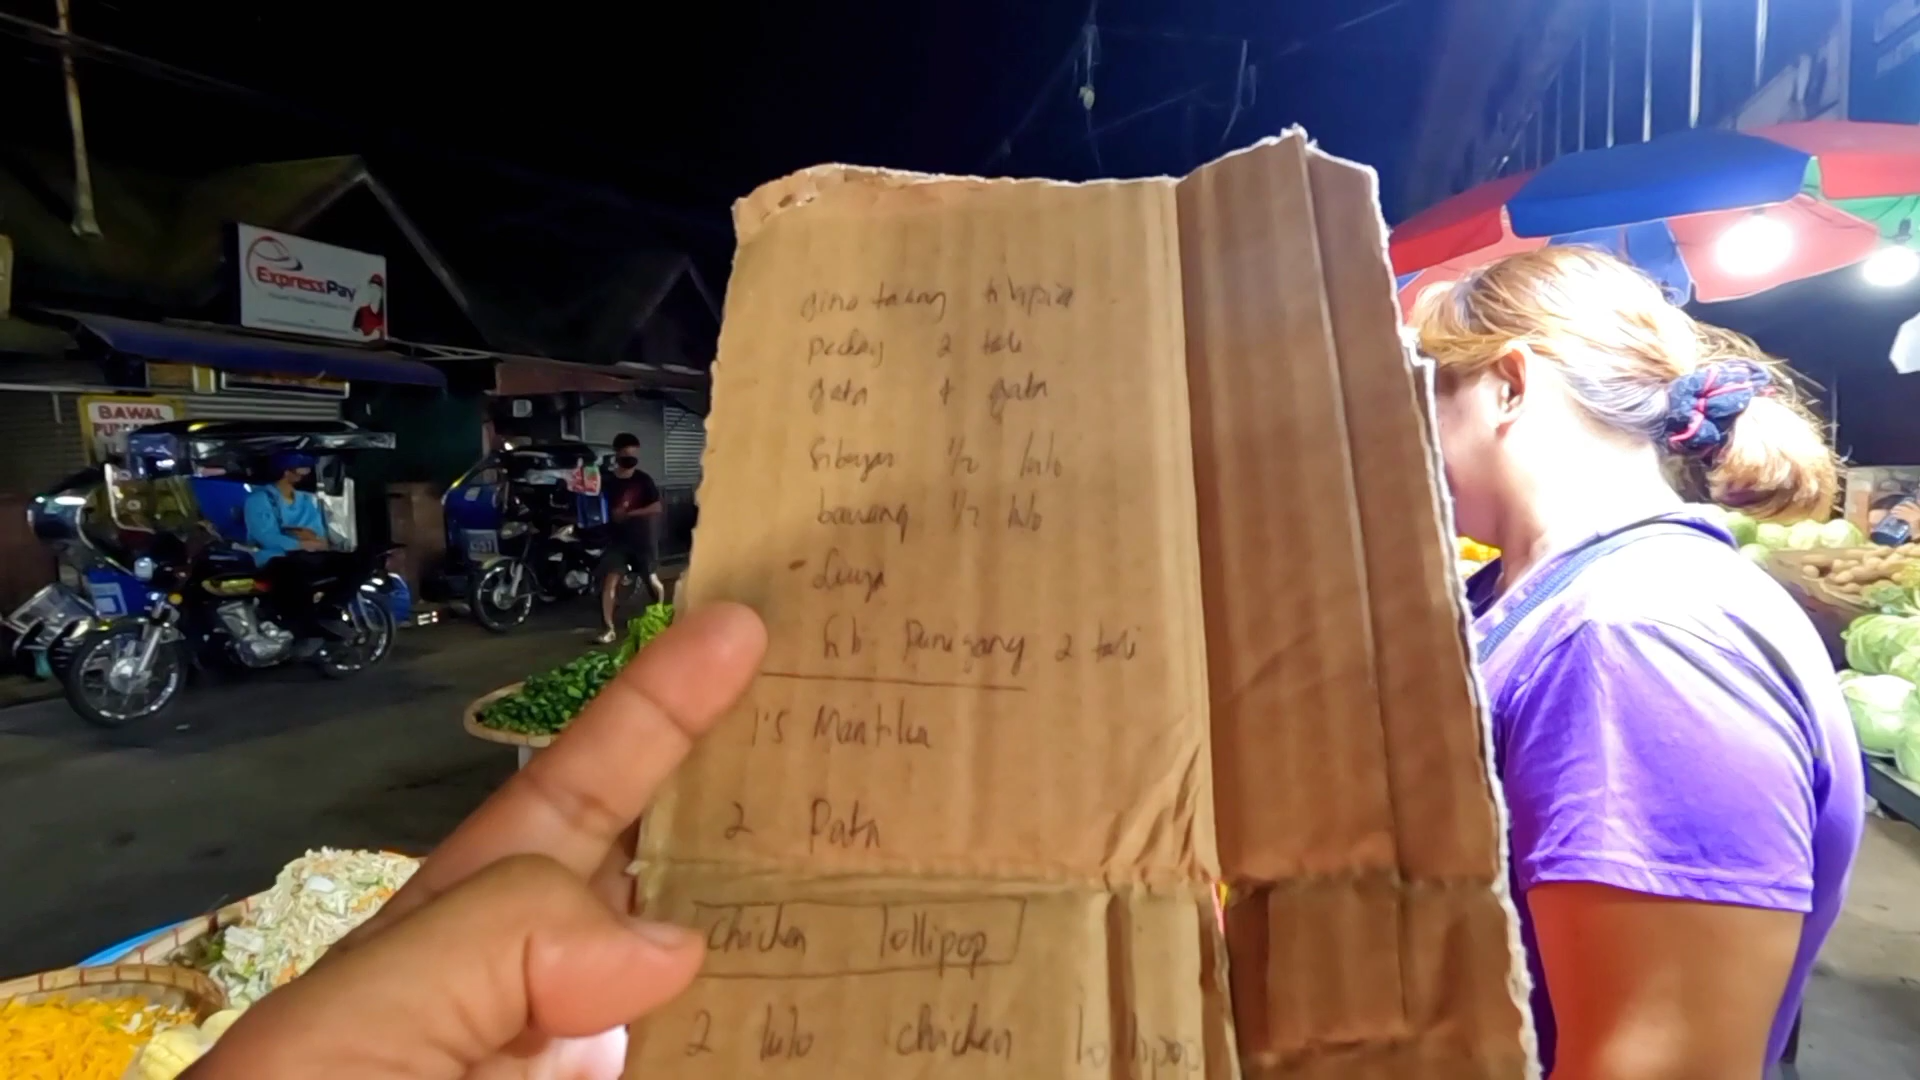 ExpressPay
BAWAL
ginataang tilapia
pechay 2 tali
gata 4 gata
Sibuyas 1/2 kilo
bawang 1/2 kilo
- Luya
Sili Panigang 2 tali
1.5 Mantika
2 Pata
Chicken lollipop
2 kilo chicken lollipop